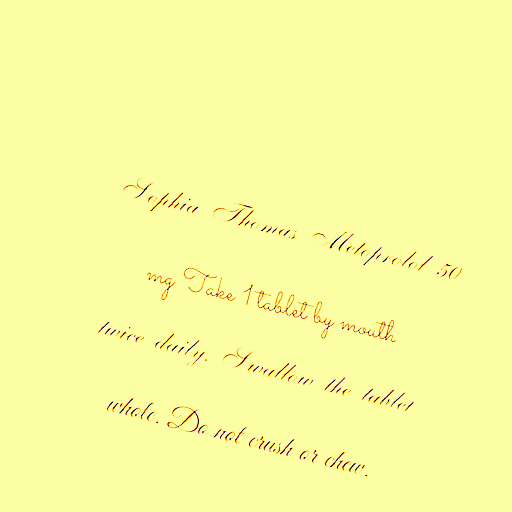 Sophia Thomas Metoprolol 50
mg Take 1 tablet by mouth
twice daily. Swallow the tablet
whole. Do not crush or chew.